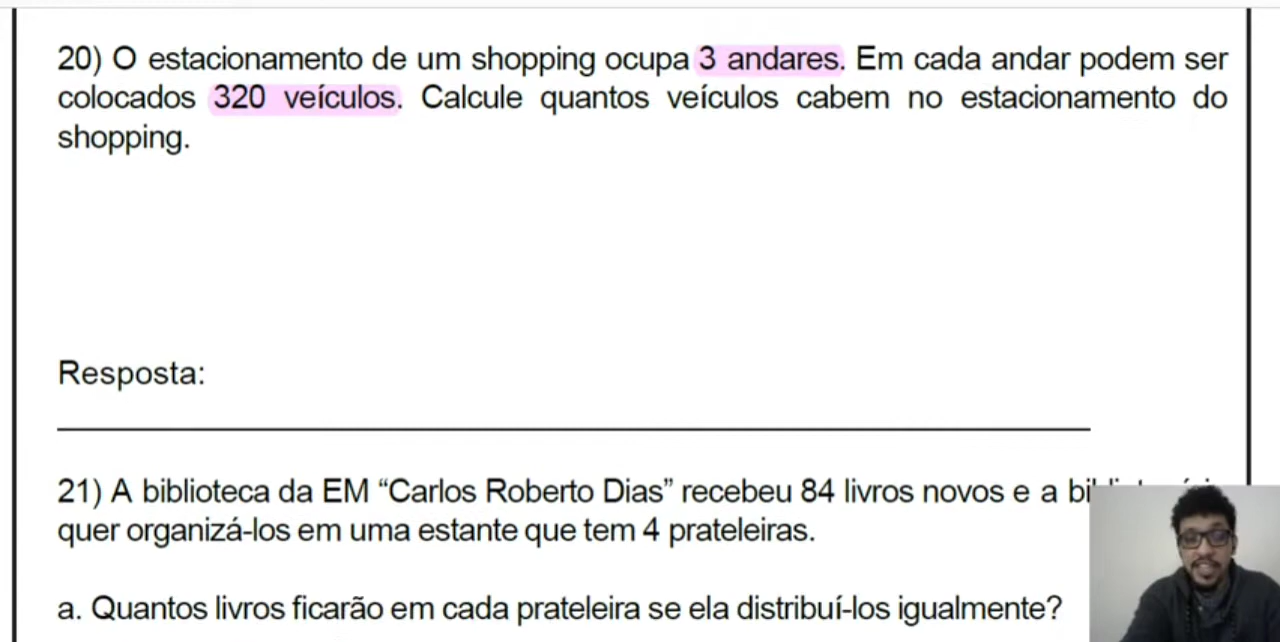 20) O estacionamento de um shopping ocupa 3 andares. Em cada andar podem ser
colocados 320 veículos. Calcule quantos veículos cabem no estacionamento do
shopping.
Resposta:
21) A biblioteca da EM “Carlos Roberto Dias” recebeu 84 livros novos e a
quer organizá-los em uma estante que tem 4 prateleiras.
a. Quantos livros ficarão em cada prateleira se ela distribuí-los igualmente?